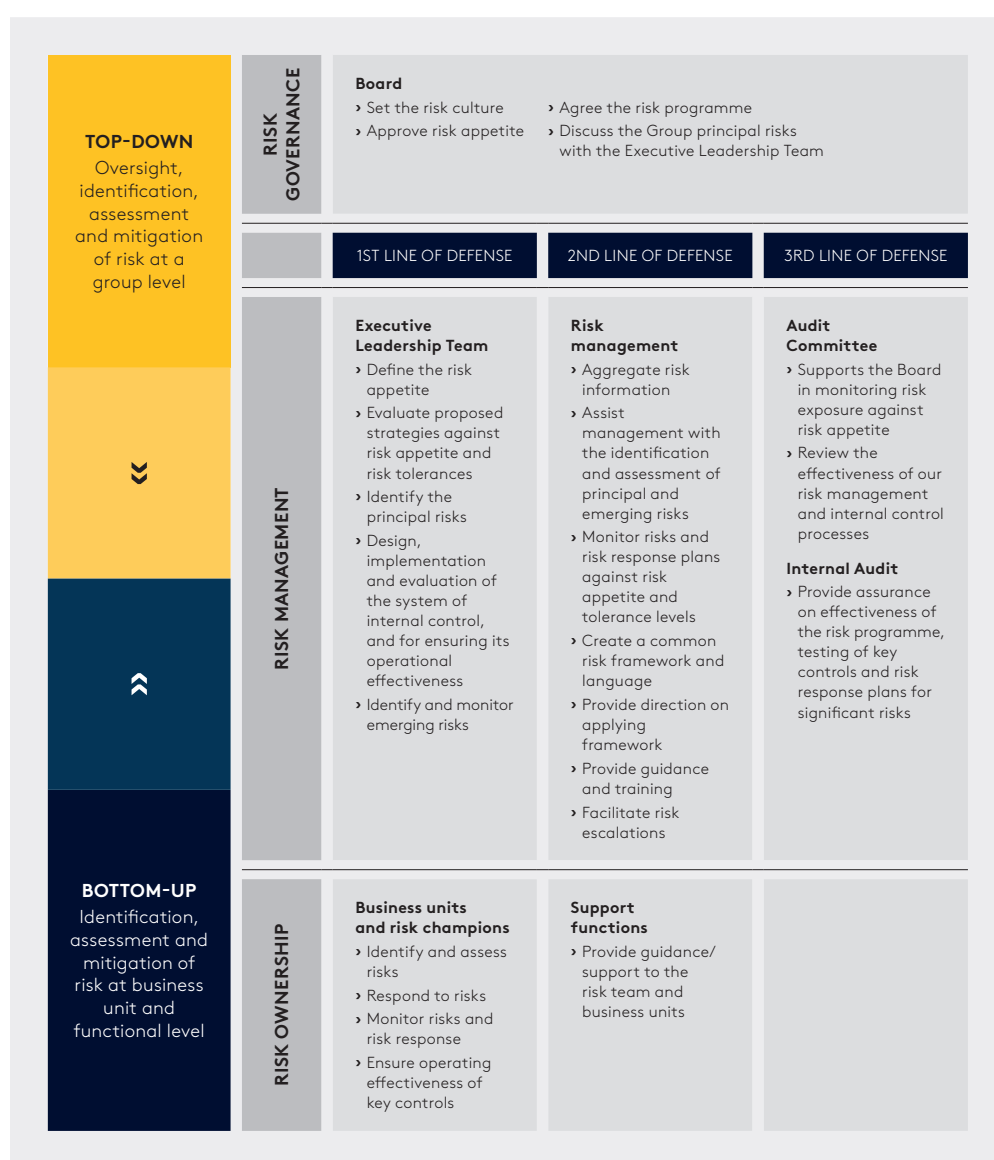 TOP-DOWN
Oversight,
identification,
assessment
and mitigation
of risk at a
group level
BOTTOM-UP
Identification,
assessment and
mitigation of
risk at business
unit and
functional level
RISK
GOVERNANCE
Board
› Set the risk culture
› Approve risk appetite
› Agree the risk programme
› Discuss the Group principal risks
with the Executive Leadership Team
1ST LINE OF DEFENSE
2ND LINE OF DEFENSE
3RD LINE OF DEFENSE
RISK MANAGEMENT
Executive
Leadership Team
› Define the risk
appetite
› Evaluate proposed
strategies against
risk appetite and
risk tolerances
› Identify the
principal risks
› Design,
implementation
and evaluation of
the system of
internal control,
and for ensuring its
operational
effectiveness
› Identify and monitor
emerging risks
Risk
management
› Aggregate risk
information
› Assist
management with
the identification
and assessment of
principal and
emerging risks
› Monitor risks and
risk response plans
against risk
appetite and
tolerance levels
› Create a common
risk framework and
language
› Provide direction on
applying
framework
› Provide guidance
and training
› Facilitate risk
escalations
Audit
Committee
› Supports the Board
in monitoring risk
exposure against
risk appetite
› Review the
effectiveness of our
risk management
and internal control
processes
Internal Audit
› Provide assurance
on effectiveness of
the risk programme,
testing of key
controls and risk
response plans for
significant risks
RISK OWNERSHIP
Business units
and risk champions
› Identify and assess
risks
› Respond to risks
› Monitor risks and
risk response
› Ensure operating
effectiveness of
key controls
Support
functions
› Provide guidance/
support to the
risk team and
business units